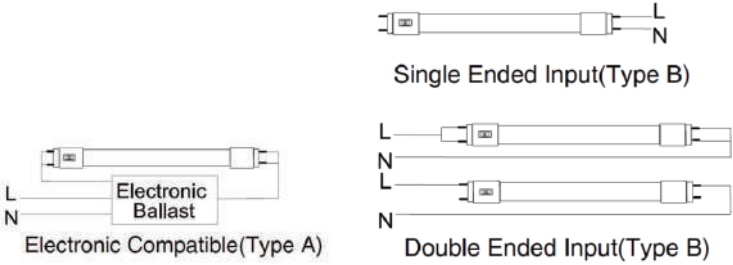 L
N
Single Ended Input(Type B)
L
N
L
N
Double Ended Input(Type B)
L
N
Electronic
Ballast
Electronic Compatible(Type A)